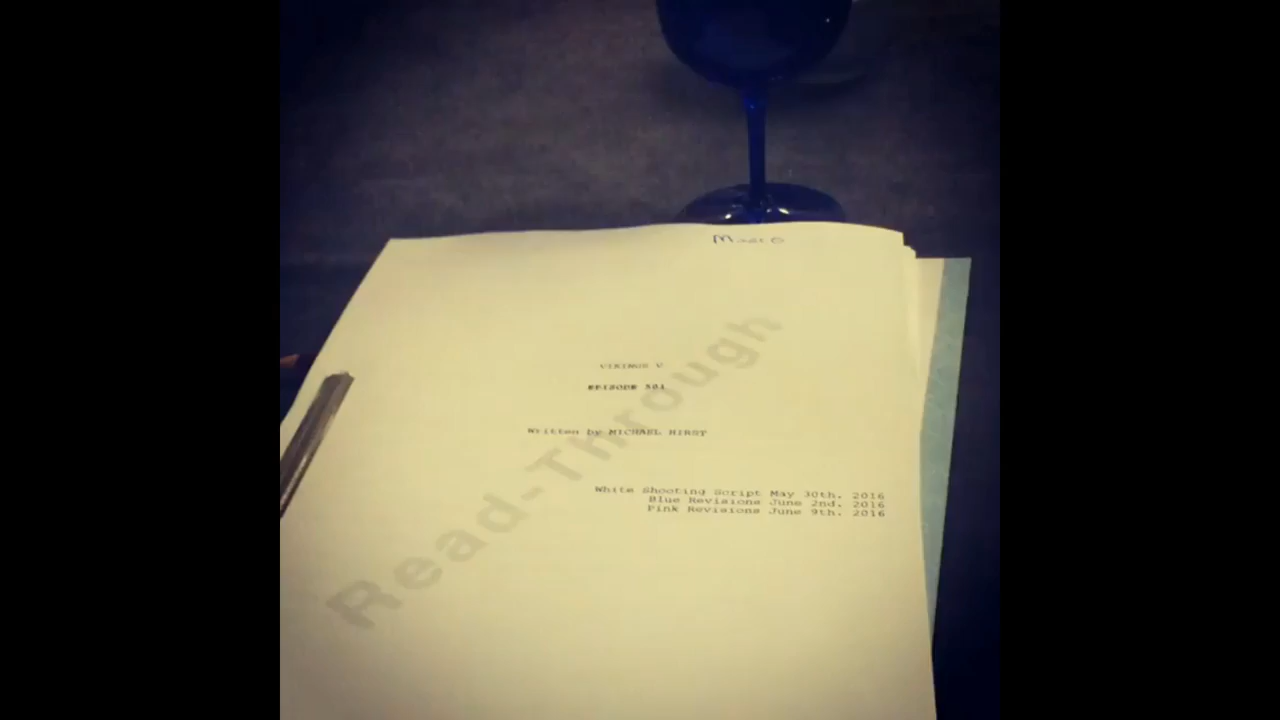 Marco
VIKINGS V
EPISODE 501
Written by MICHAEL HIRST
Read-Through
White Shooting Script May 30th, 2016
Blue Revisions June 2nd, 2016
Pink Revisions June 9th, 2016